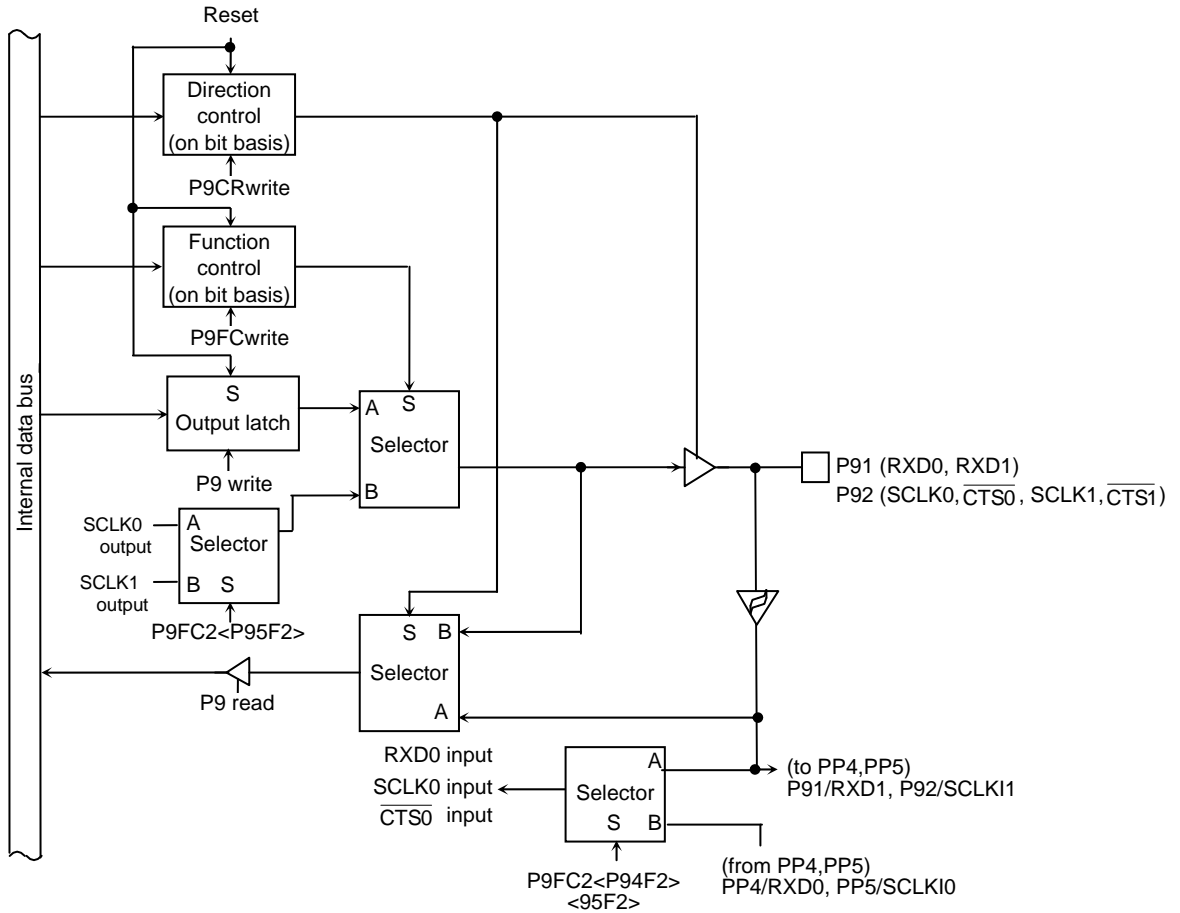 Reset
Direction
control
(on bit basis)
P9CRwrite
Function
control
(on bit basis)
P9FCwrite
Internal data bus
S
Output latch
P9 write
A
S
Selector
B
P91 (RXD0, RXD1)
P92 (SCLK0, CTS0, SCLK1, CTS1)
SCLK0
output
A
Selector
SCLK1
output
B S
P9FC2<P95F2>
S B
Selector
A
P9 read
RXD0 input
SCLK0 input
CTS0 input
A
Selector
S B
(to PP4,PP5)
P91/RXD1, P92/SCLKI1
(from PP4,PP5)
PP4/RXD0, PP5/SCLKI0
P9FC2<P94F2>
<95F2>